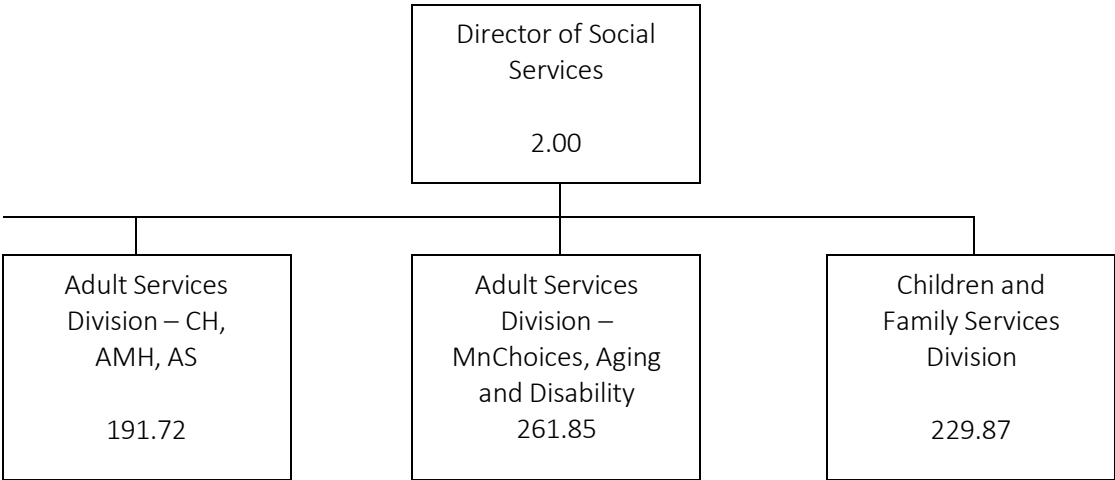 Director of Social
Services
2.00
Adult Services
Division – CH,
AMH, AS
191.72
Adult Services
Division –
MnChoices, Aging
and Disability
261.85
Children and
Family Services
Division
229.87